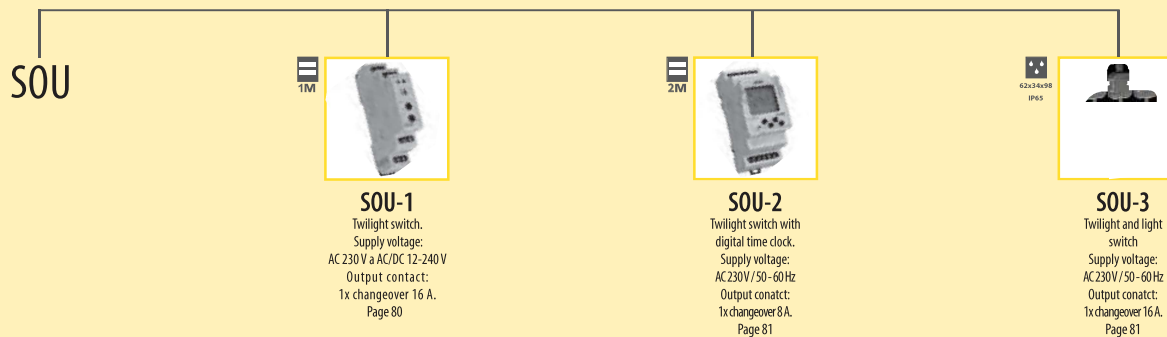 SOU
1M
SOU-1
Twilight switch.
Supply voltage:
AC 230 V a AC/DC 12-240 V
Output contact:
1x changeover 16 A.
Page 80
2M
SOU-2
Twilight switch with
digital time clock.
Supply voltage:
AC 230 V / 50 - 60 Hz
Output conatct:
1x changeover 8 A.
Page 81
62x34x98
IP65
SOU-3
Twilight and light
switch
Supply voltage:
AC 230 V / 50 - 60 Hz
Output conatct:
1x changeover 16 A.
Page 81